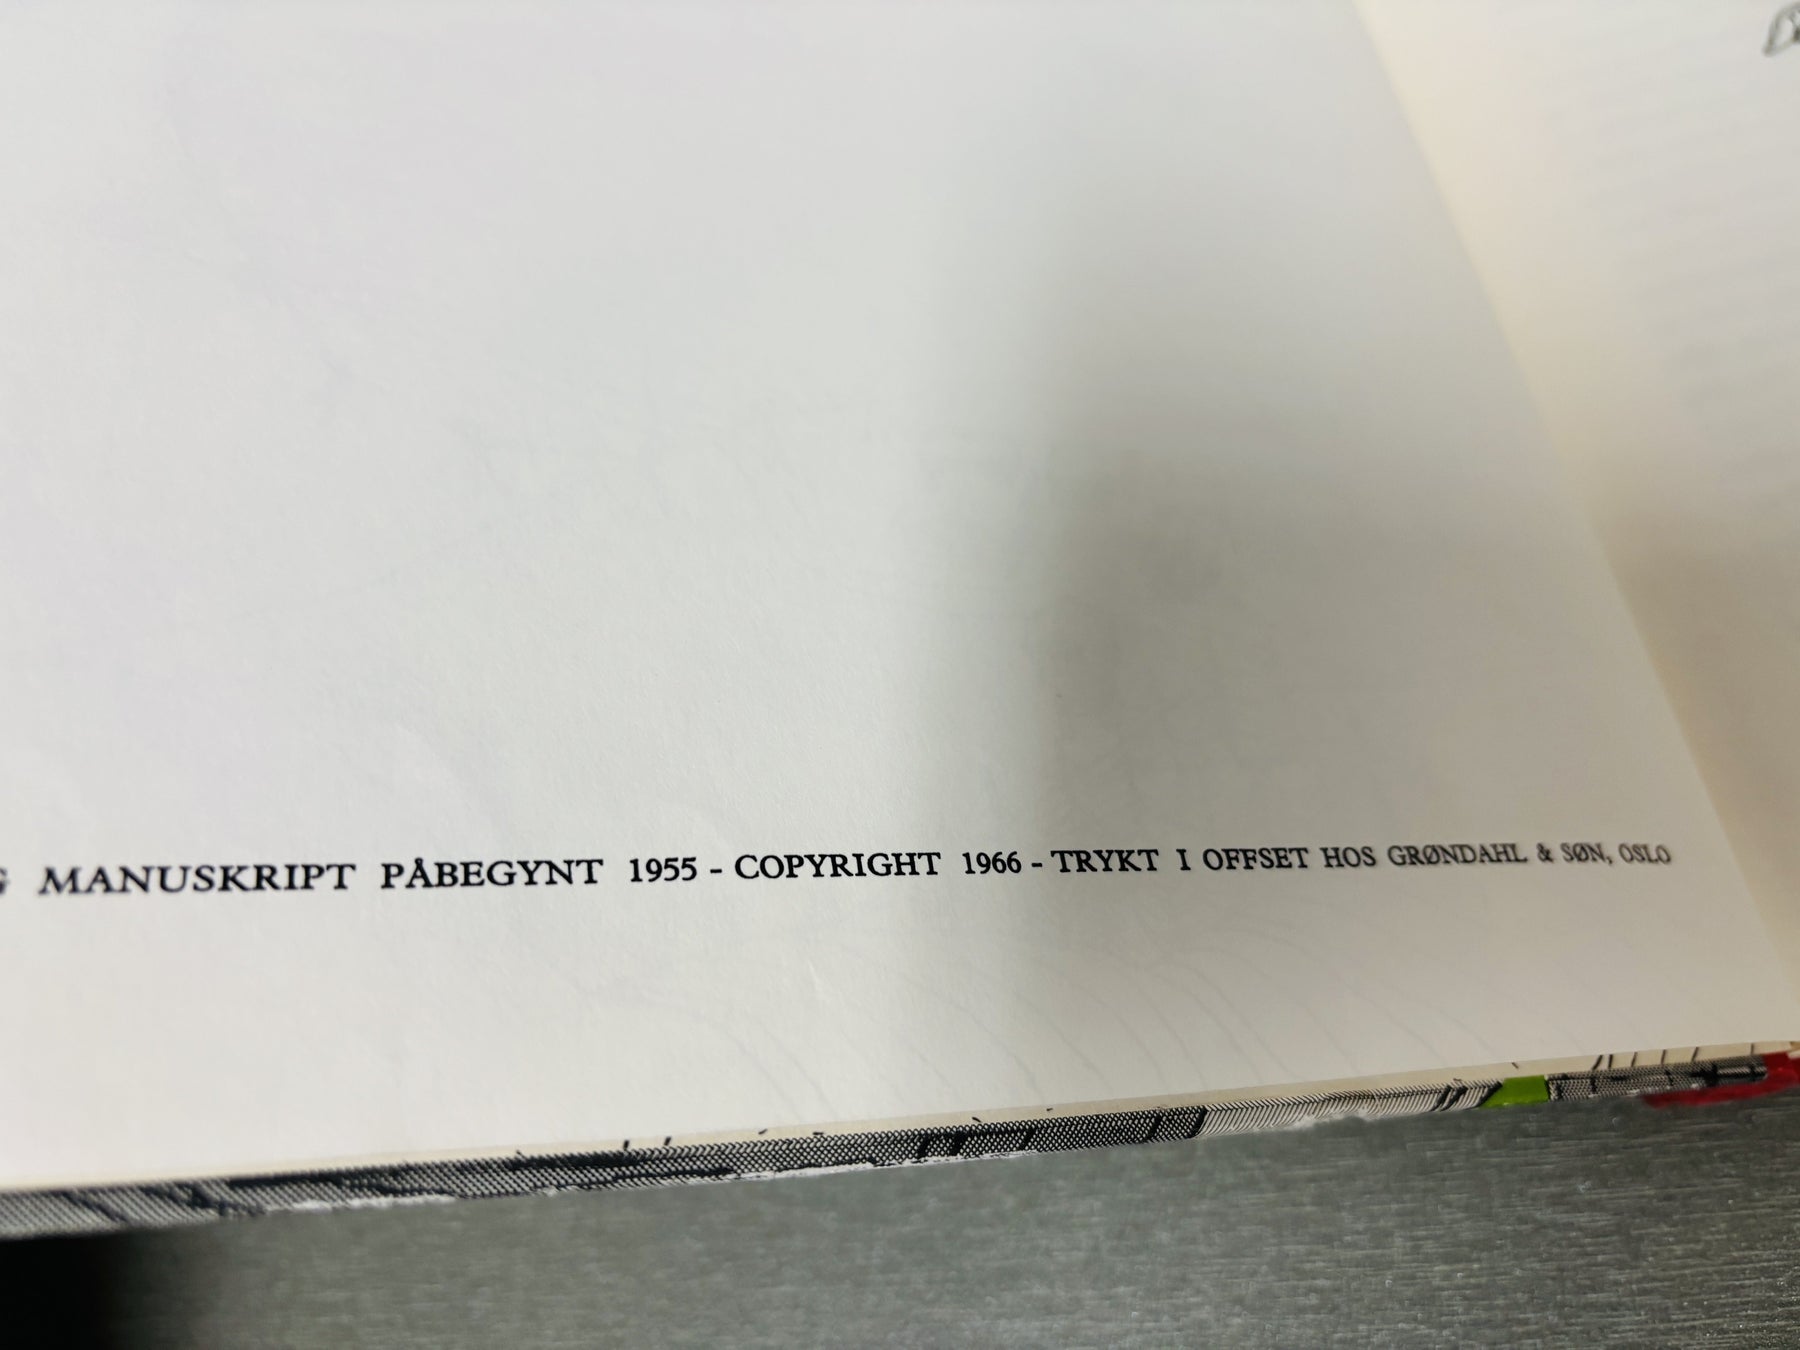 MANUSKRIPT PÅBEGYNT 1955 - COPYRIGHT 1966 - TRYKT I OFFSET HOS GRØNDAHL & SØN, OSLO